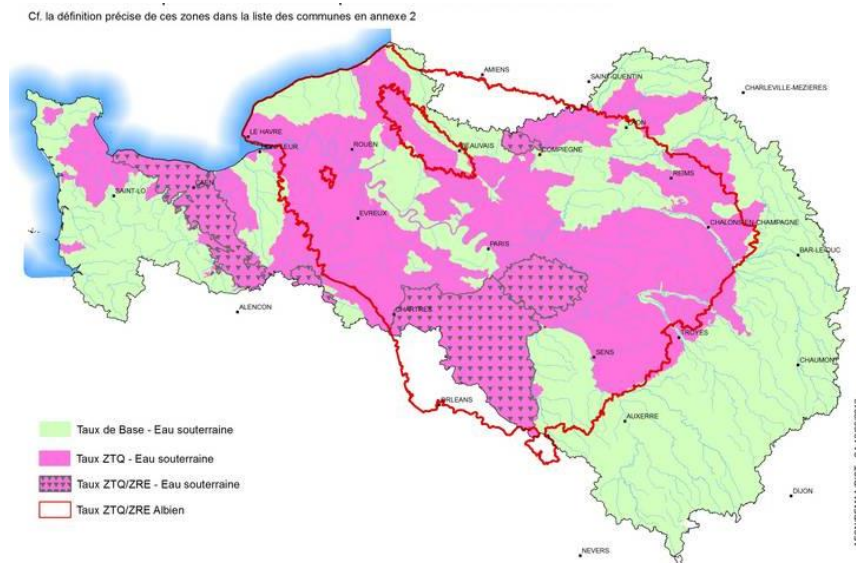 Cf. la définition précise de ces zones dans la liste des communes en annexe 2
AMIENS
SAINT-QUENTIN
CHARLEVILLE-MEZIERES
LE HAVRE
ROUEN
BEAUVAIS
COMPIEGNE
LAON
REIMS
SAINT-LO
CAEN
HONFLEUR
EVREUX
PARIS
CHALONS EN CHAMPAGNE
BAR-LE-DUC
ALENCON
CHARTRES
SENS
TROYES
CHAUMONT
ORLEANS
AUXERRE
DIJON
NEVERS
Taux de Base - Eau souterraine
Taux ZTQ - Eau souterraine
Taux ZTQ/ZRE - Eau souterraine
Taux ZTQ/ZRE Albien